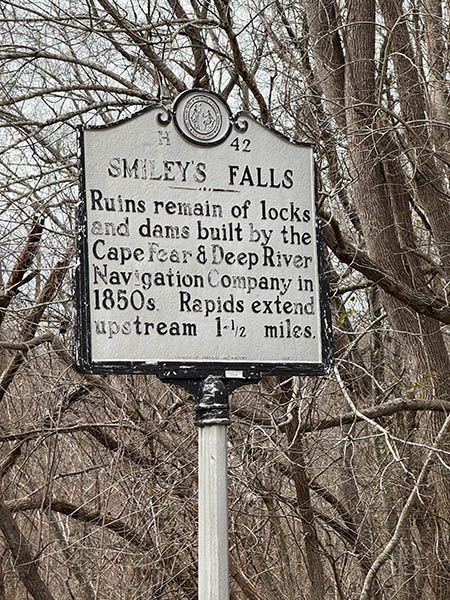 H 42
SMILEY'S FALLS
Ruins remain of locks
and dams built by the
Cape Fear & Deep River
Navigation Company in
1850s. Rapids extend
upstream 1-1/2 miles.